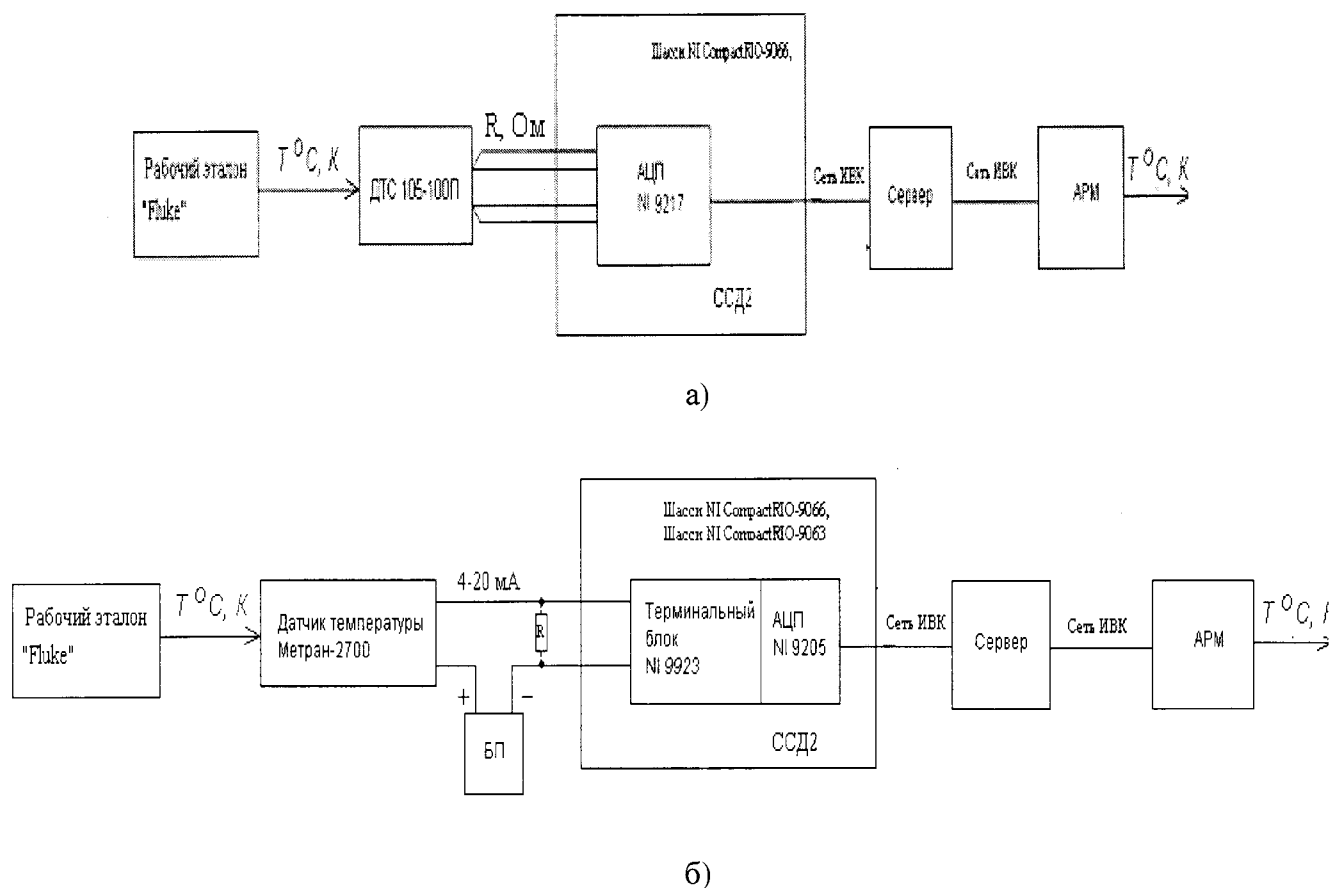 Шасси NI CompactRIO-9066,
R, Ом
Рабочий эталон
"Fluke"
T °C, K
ДТС 105-100П
АЦП
NI 9217
Сеть ИВК
Сервер
Сеть ИВК
АРМ
T °C, K
ССД2
а)
Шасси NI CompactRIO-9066,
Шасси NI CompactRIO-9063
4-20 мА
Рабочий эталон
"Fluke"
T °C, K
Датчик температуры
Метран-2700
R
Терминальный
блок
NI 9923
АЦП
NI 9205
Сеть ИВК
Сервер
Сеть ИВК
АРМ
T °C,
+
−
БП
ССД2
б)